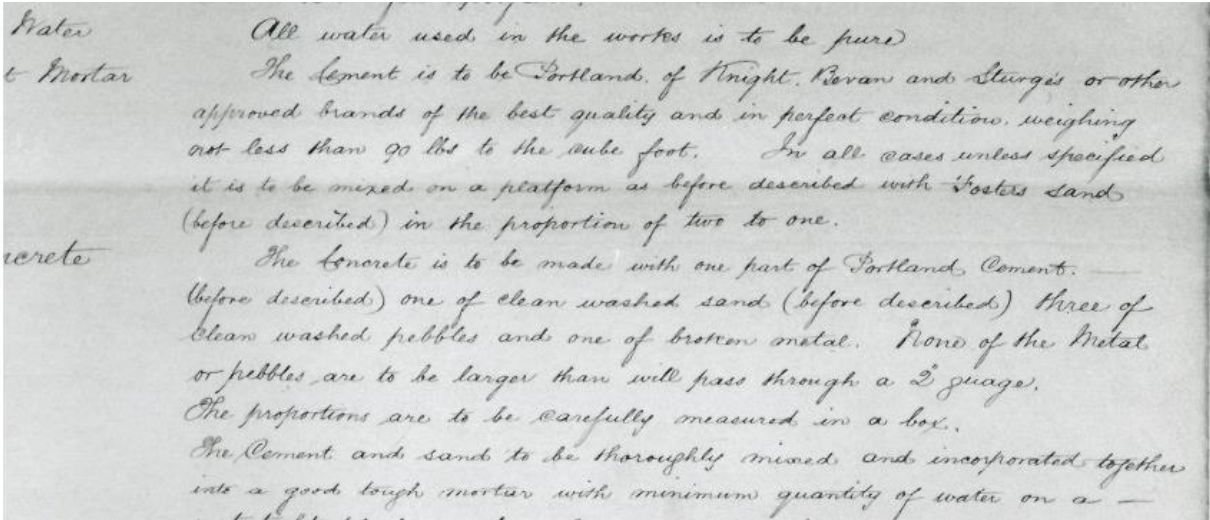 Water All water used in the works is to be pure
t Mortar The Cement is to be Portland. of Knight. Bevan and Sturges or other
approved brands of the best quality and in perfect condition. weighing
not less than 90 lbs to the cube foot. In all cases unless specified
it is to be mixed on a platform as before described with Fosters sand
(before described) in the proportion of two to one.
ncrete The Concrete is to be made with one part of Portland Cement. —
(before described) one of clean washed sand (before described) three of
clean washed pebbles and one of broken metal. None of the Metal
or pebbles are to be larger than will pass through a 2" guage.
The proportions are to be carefully measured in a box.
The Cement and sand to be thoroughly mixed and incorporated together
into a good tough mortar with minimum quantity of water on a —